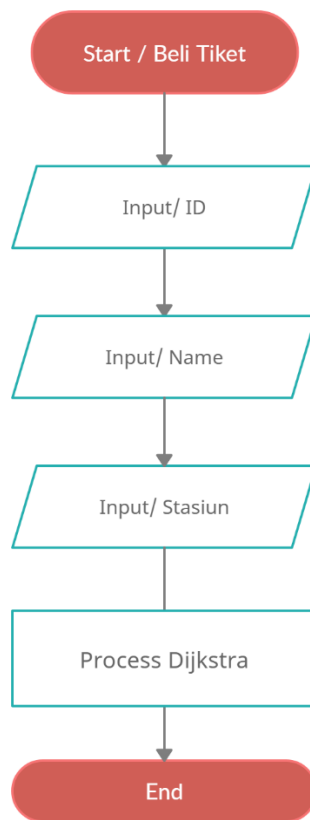 Start / Beli Tiket
Input/ ID
Input/ Name
Input/ Stasiun
Process Dijkstra
End